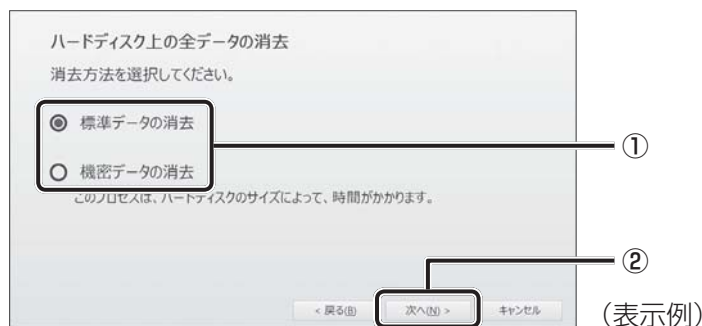 ハードディスク上の全データの消去
消去方法を選択してください。
標準データの消去
①
機密データの消去
このプロセスは、ハードディスクのサイズによって、時間がかかります。
②
< 戻る(B) 次へ(N) > キャンセル
(表示例)